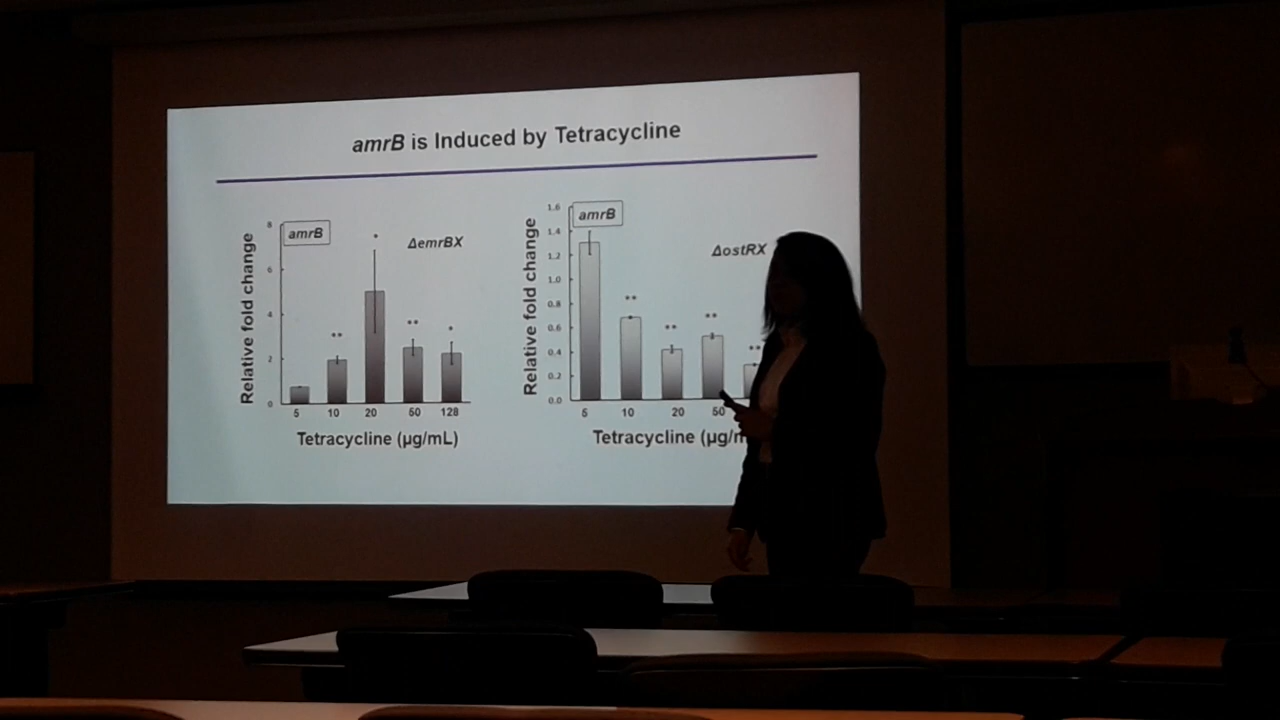 amrB is Induced by Tetracycline
amrB
ΔemrBX
Relative fold change
8
6
4
2
0
* *
*
* *
*
5 10 20 50 128
Tetracycline (µg/mL)
amrB
ΔostRX
Relative fold change
1.6
1.4
1.2
1.0
0.8
0.6
0.4
0.2
0.0
* *
* *
* *
* *
5 10 20 50
Tetracycline (µg/m